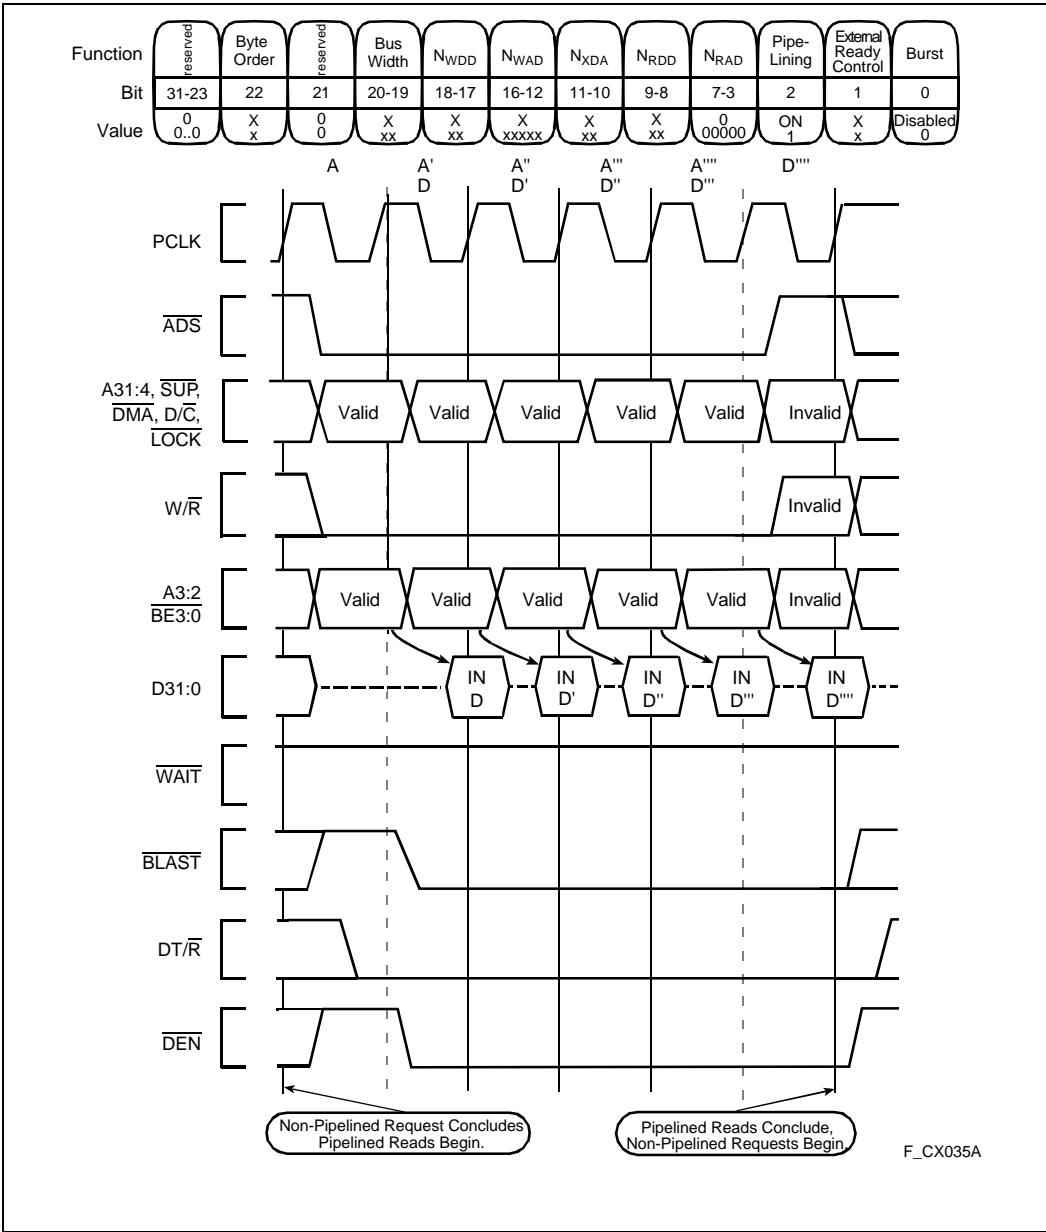 Function reserved Byte Order reserved Bus Width NWDD NWAD NXDA NRDD NRAD Pipe-Lining External Ready Control Burst
Bit 31-23 22 21 20-19 18-17 16-12 11-10 9-8 7-3 2 1 0
Value 0 X 0 X X X X X 0 ON X Disabled
0..0 x 0 xx xx xxxxx xx xx 00000 1 x 0
A A' A'' A''' A'''' D''''
D D' D'' D'''
PCLK
ADS
A31:4, SUP,
DMA, D/C,
LOCK
Valid Valid Valid Valid Valid Invalid
W/R
Invalid
A3:2
BE3:0
Valid Valid Valid Valid Valid Invalid
D31:0
IN IN IN IN IN
D D' D'' D''' D''''
WAIT
BLAST
DT/R
DEN
Non-Pipelined Request Concludes
Pipelined Reads Begin.
Pipelined Reads Conclude,
Non-Pipelined Requests Begin.
F_CX035A